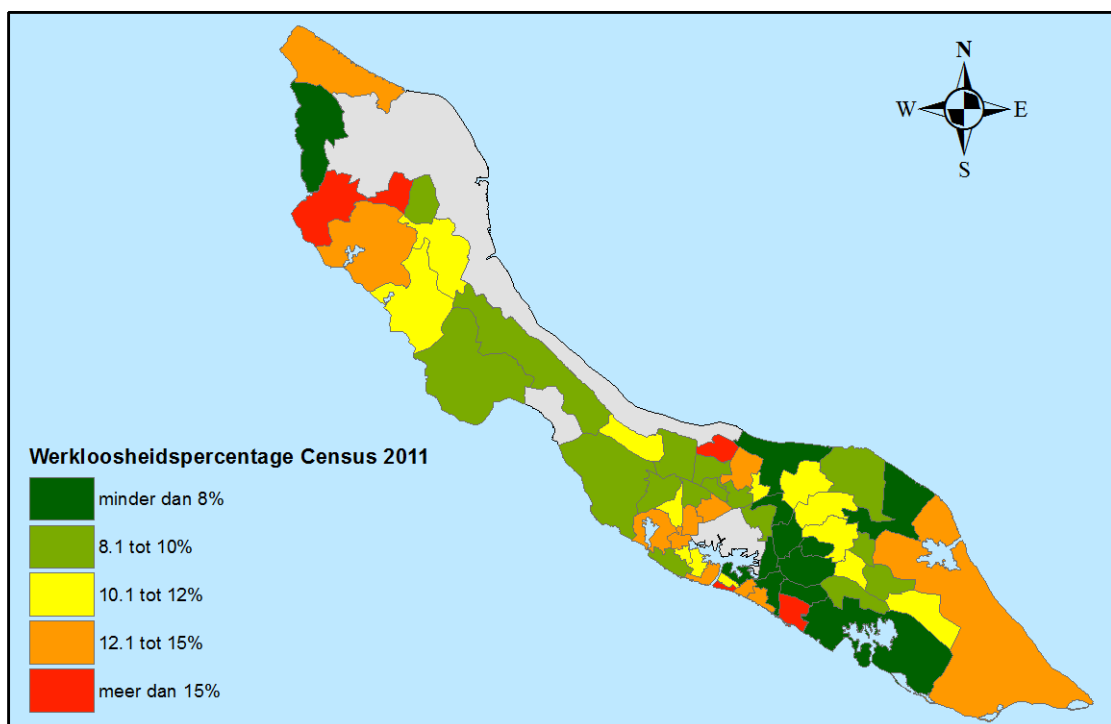 N
W E
S
Werkloosheidspercentage Census 2011
minder dan 8%
8.1 tot 10%
10.1 tot 12%
12.1 tot 15%
meer dan 15%